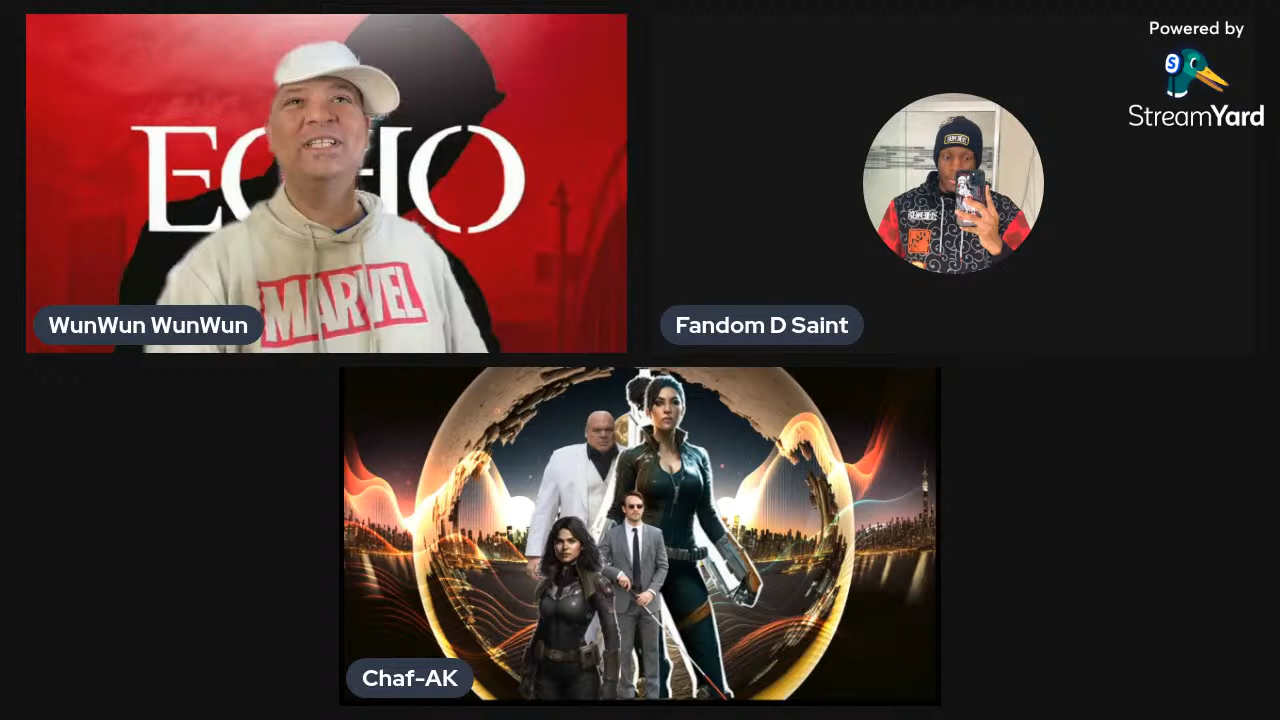 Powered by
S
StreamYard
ECHO
MARVEL
WunWun WunWun
Fandom D Saint
Chaf-AK